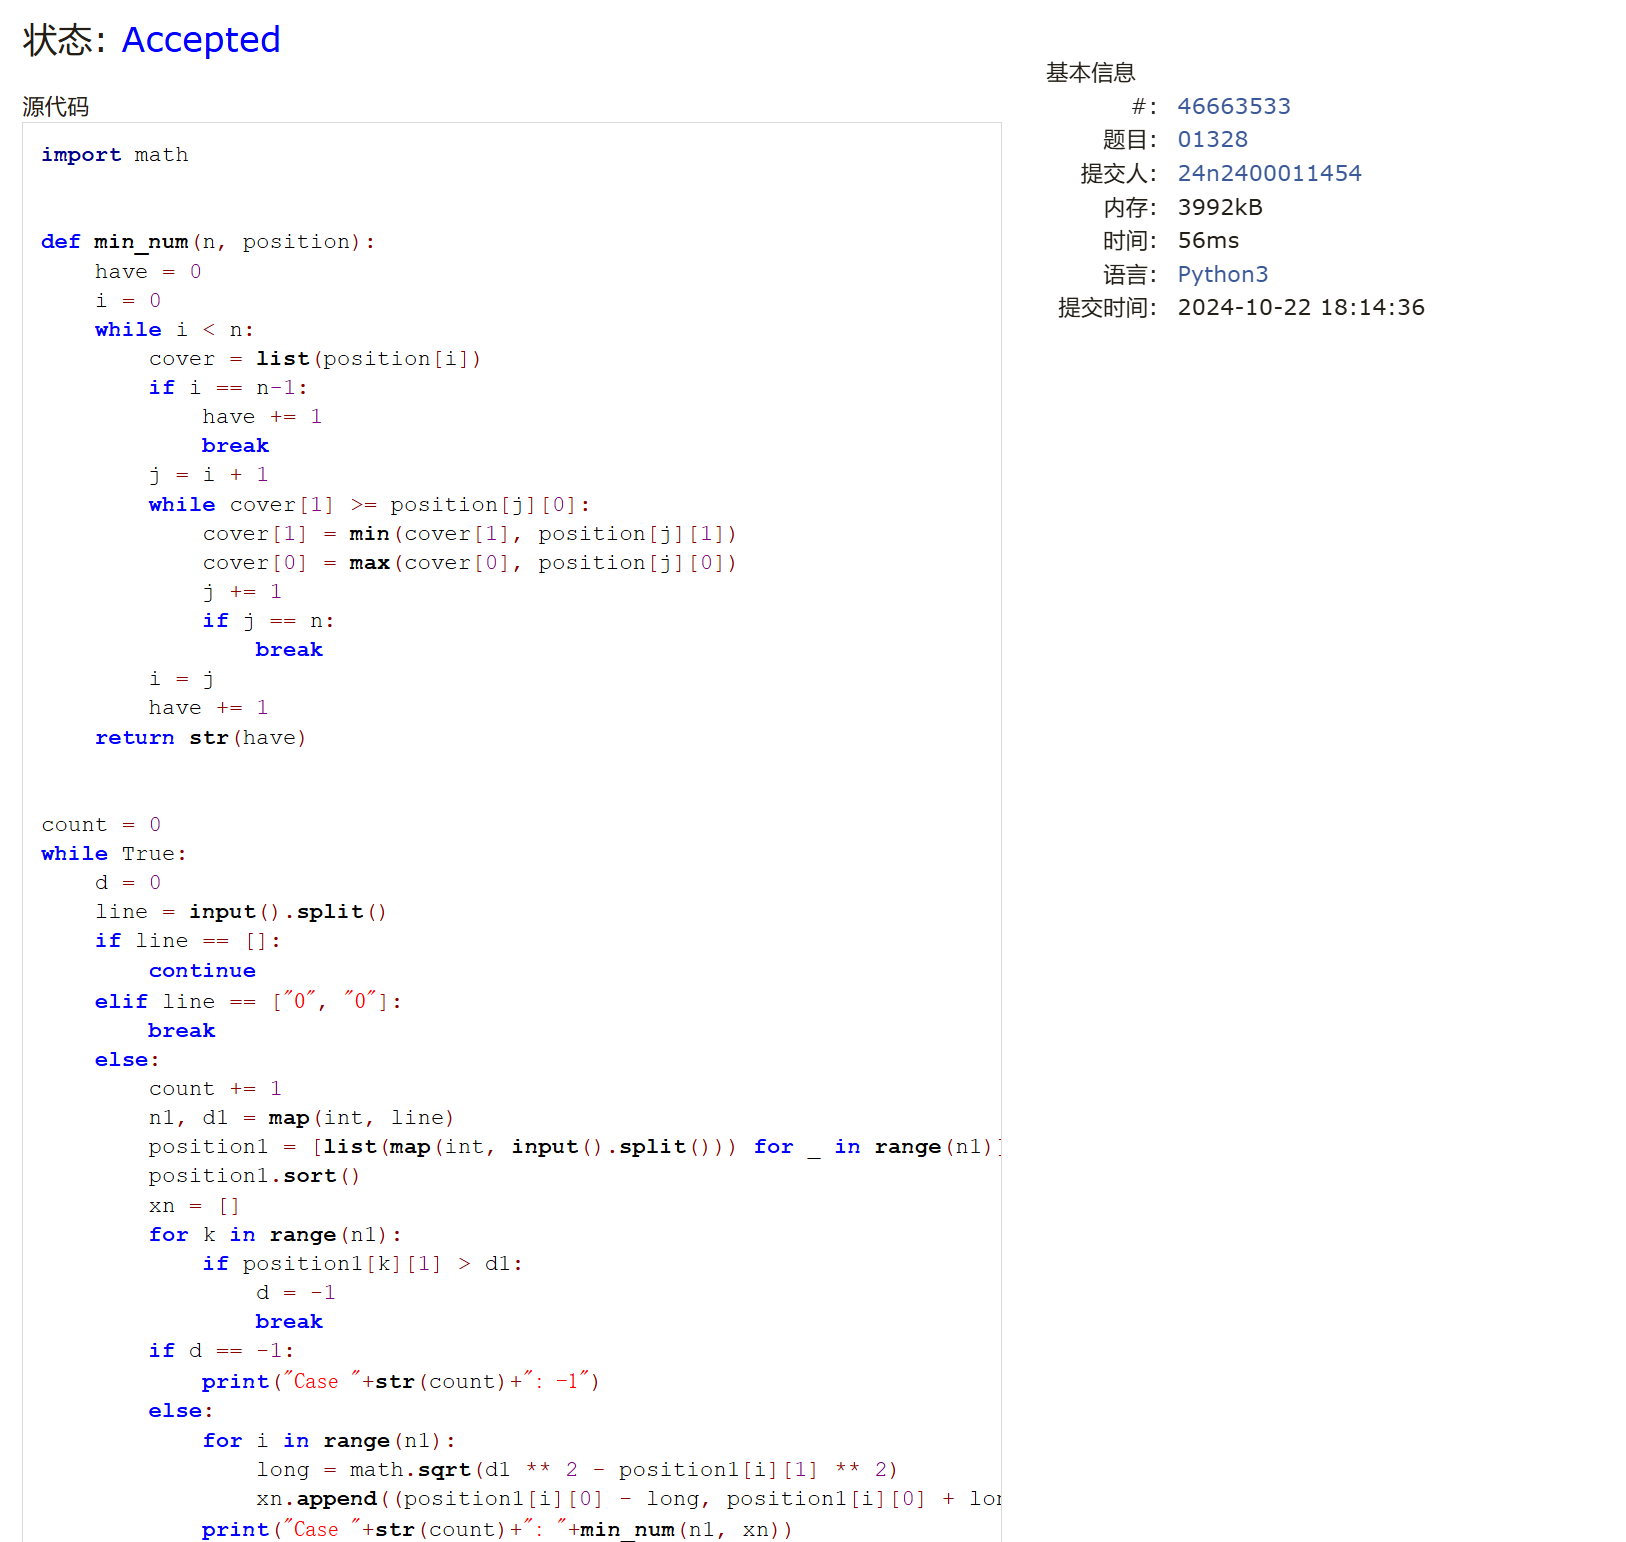 状态: Accepted
源代码
import math
def min_num(n, position):
    have = 0
    i = 0
    while i < n:
        cover = list(position[i])
        if i == n-1:
            have += 1
            break
        j = i + 1
        while cover[1] >= position[j][0]:
            cover[1] = min(cover[1], position[j][1])
            cover[0] = max(cover[0], position[j][0])
            j += 1
            if j == n:
                break
        i = j
        have += 1
    return str(have)
count = 0
while True:
    d = 0
    line = input().split()
    if line == []:
        continue
    elif line == ["0", "0"]:
        break
    else:
        count += 1
        n1, d1 = map(int, line)
        position1 = [list(map(int, input().split())) for _ in range(n1)]
        position1.sort()
        xn = []
        for k in range(n1):
            if position1[k][1] > d1:
                d = -1
                break
        if d == -1:
            print("Case "+str(count)+": -1")
        else:
            for i in range(n1):
                long = math.sqrt(d1 ** 2 - position1[i][1] ** 2)
                xn.append((position1[i][0] - long, position1[i][0] + lon
            print("Case "+str(count)+": "+min_num(n1, xn))
基本信息
#: 46663533
题目: 01328
提交人: 24n2400011454
内存: 3992kB
时间: 56ms
语言: Python3
提交时间: 2024-10-22 18:14:36